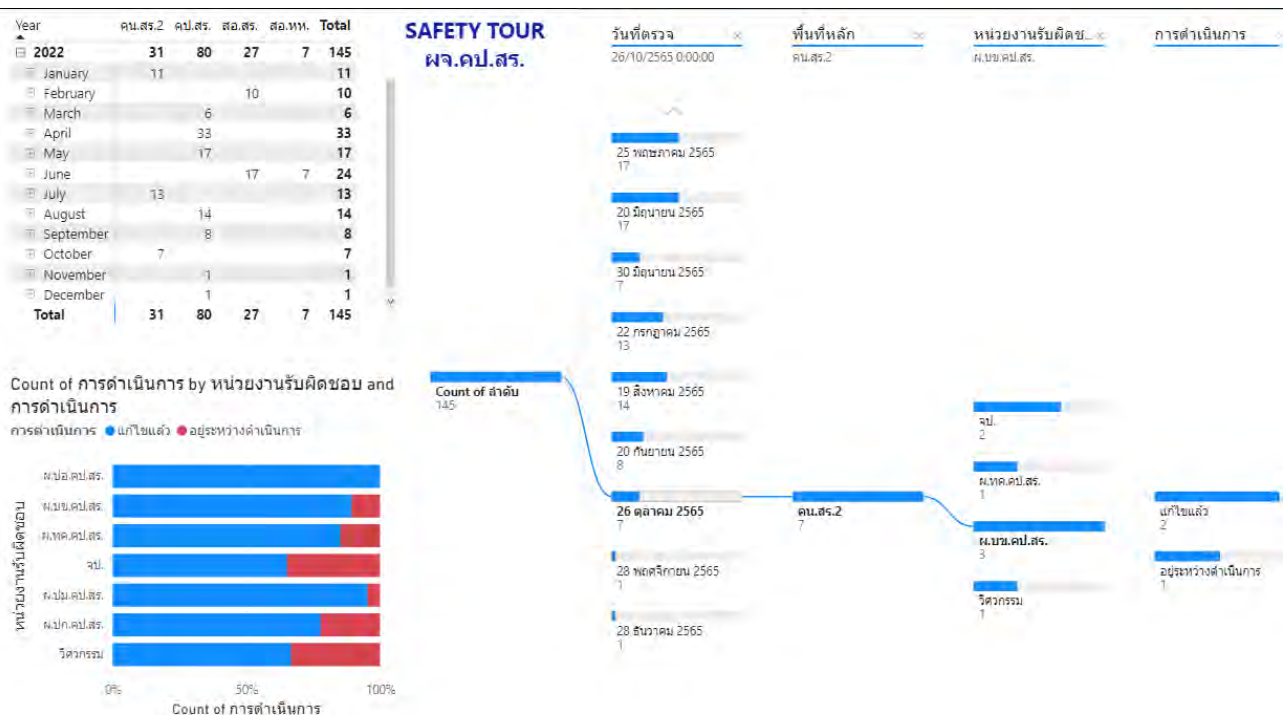 Year คน.สร.2 คป.สร. สอ.สร. สอ.หห. Total
2022 31 80 27 7 145
January 11 11
February 10 10
March 6 6
April 33 33
May 17 17
June 17 7 24
July 13 13
August 14 14
September 8 8
October 7 7
November 1 1
December 1 1
Total 31 80 27 7 145
SAFETY TOUR
ผจ.คป.สร.
วันที่ตรวจ
26/10/2565 0:00:00
พื้นที่หลัก
คน.สร.2
หน่วยงานรับผิดช...
ผ.บข.คป.สร.
การดำเนินการ
Count of ลำดับ
145
25 พฤษภาคม 2565
17
20 มิถุนายน 2565
17
30 มิถุนายน 2565
7
22 กรกฎาคม 2565
13
19 สิงหาคม 2565
14
20 กันยายน 2565
8
26 ตุลาคม 2565
7
28 พฤศจิกายน 2565
1
28 ธันวาคม 2565
1
คน.สร.2
7
จป.
2
ผ.ทค.คป.สร.
1
ผ.บข.คป.สร.
3
วิศวกรรม
1
แก้ไขแล้ว
2
อยู่ระหว่างดำเนินการ
1
Count of การดำเนินการ by หน่วยงานรับผิดชอบ and
การดำเนินการ
การดำเนินการ แก้ไขแล้ว อยู่ระหว่างดำเนินการ
หน่วยงานรับผิดชอบ
ผ.ปอ.คป.สร.
ผ.บข.คป.สร.
ผ.ทค.คป.สร.
จป.
ผ.ปม.คป.สร.
ผ.ปก.คป.สร.
วิศวกรรม
0% 50% 100%
Count of การดำเนินการ